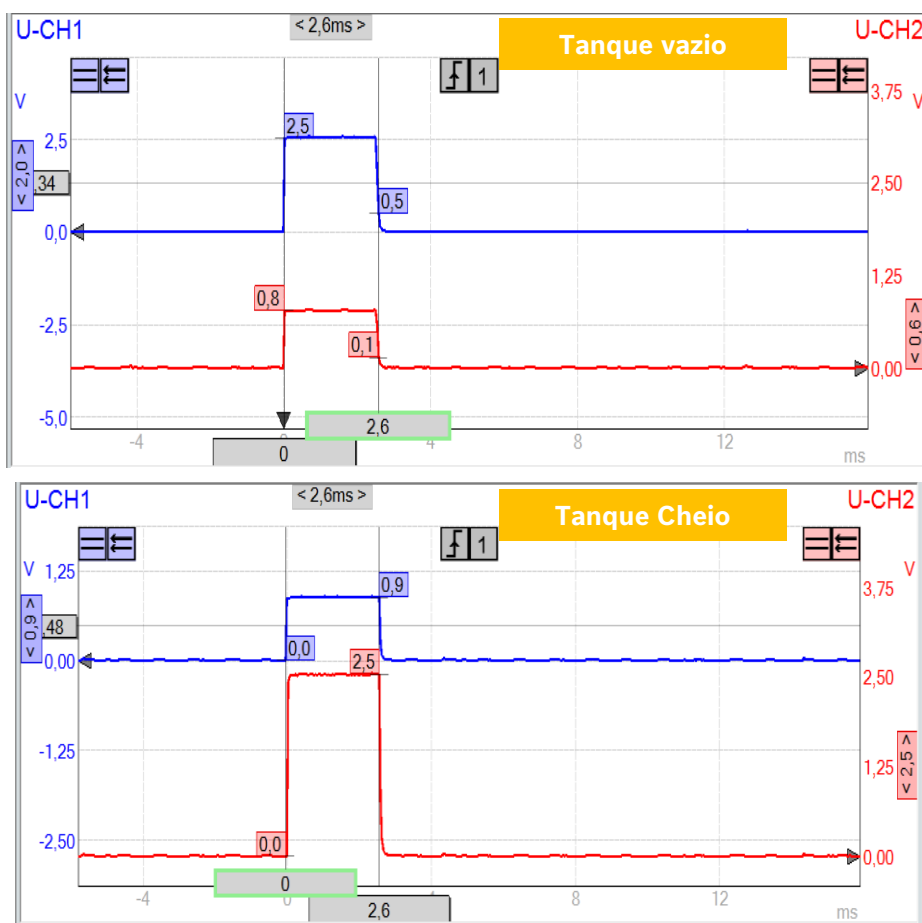 U-CH1 < 2,6ms > Tanque vazio U-CH2
1 3,75
V V
2,5 2,5
< 2,0 > ,34 2,50
0,5
0,0
1,25
0,8
-2,5 0,1 < 0,6 >
0,00
-5,0 2,6
-4 0 4 8 12
0 ms
U-CH1 < 2,6ms > Tanque Cheio U-CH2
1
V 1,25 V
0,9 3,75
< 0,9 > ,48
0,00 0,0
2,5 2,50
-1,25 1,25 < 2,5 >
-2,50 0,0 0,00
0
-4 0 4 8 12
2,6 ms